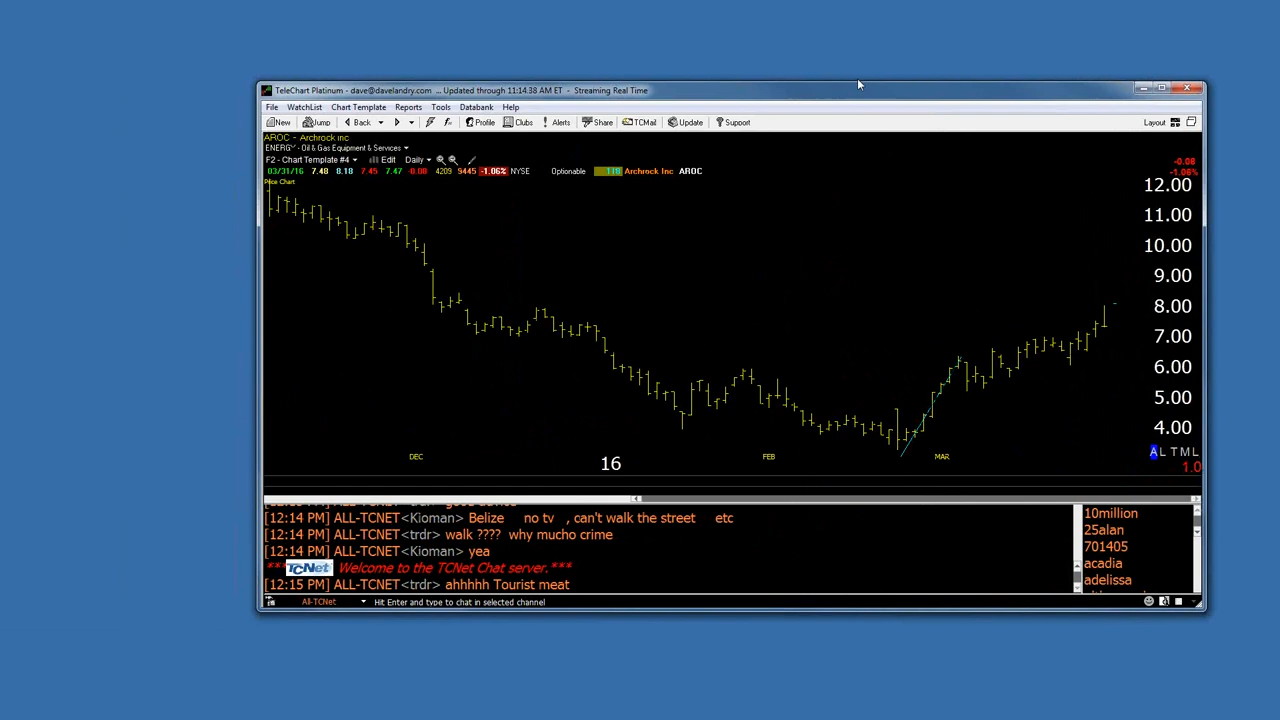 TeleChart Platinum - dave@davelandry.com ... Updated through 11:14:38 AM ET - Streaming Real Time
File WatchList Chart Template Reports Tools Databank Help
New Jump Back Profile Clubs Alerts Share TCMail Update Support Layout
AROC - Archrock Inc
ENERGY - Oil & Gas Equipment & Services
F2 - Chart Template #4 Edit Daily
-0.08
03/31/16 7.48 8.18 7.45 7.47 -0.08 4209 9445 -1.06% NYSE Optionable 118 Archrock Inc AROC
-1.06%
Price Chart
12.00
11.00
10.00
9.00
8.00
7.00
6.00
5.00
4.00
A L T M L
DEC 16 FEB MAR
1.0
[12:14 PM] ALL-TCNET<Kioman> Belize no tv , can't walk the street etc
[12:14 PM] ALL-TCNET<trdr> walk ???? why mucho crime
[12:14 PM] ALL-TCNET<Kioman> yea
*** TCNet Welcome to the TCNet Chat server.***
[12:15 PM] ALL-TCNET<trdr> ahhhhh Tourist meat
10million
25alan
701405
acadia
adelissa
All-TCNet Hit Enter and type to chat in selected channel